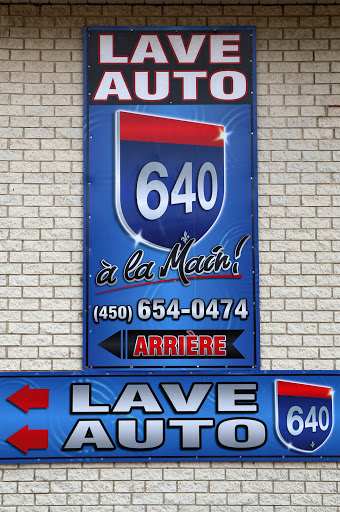 LAVE
AUTO
640
à la Main!
(450) 654-0474
ARRIÈRE
LAVE
AUTO
640